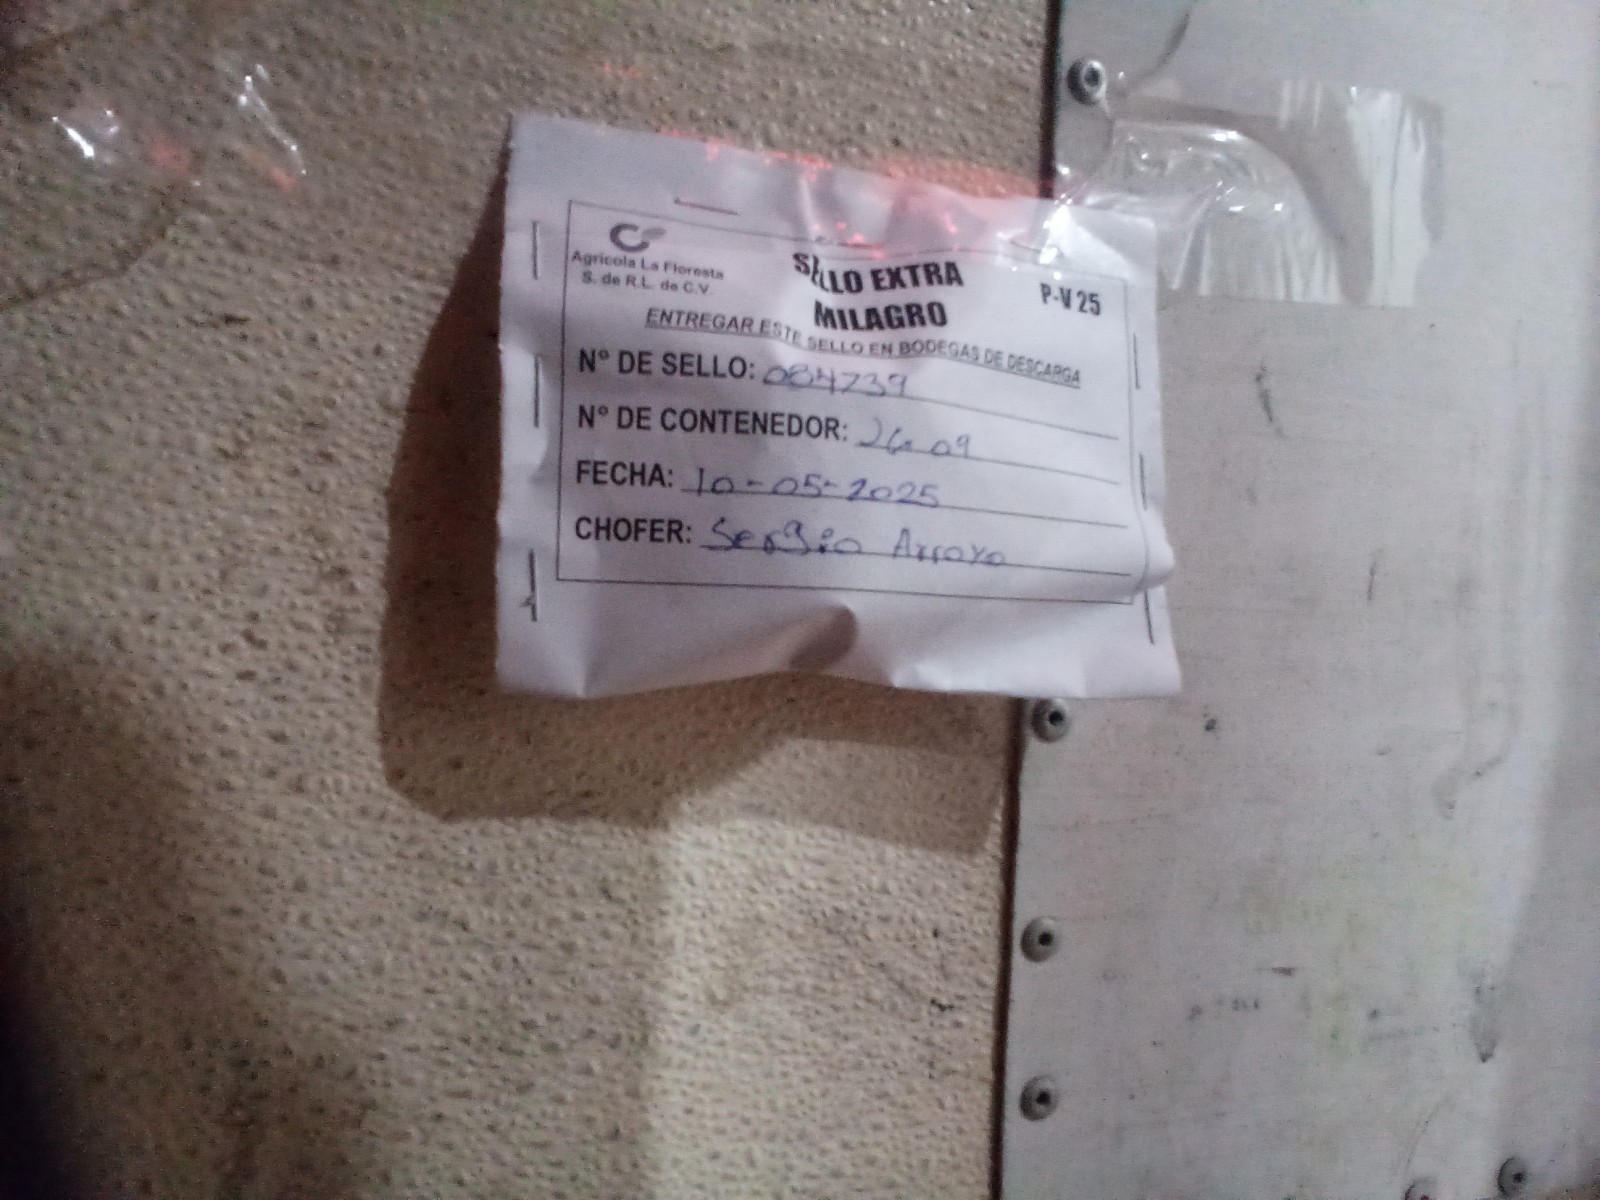 Agrícola La Floresta
S. de R.L. de C.V.
SELLO EXTRA
MILAGRO
P-V 25
ENTREGAR ESTE SELLO EN BODEGAS DE DESCARGA
Nº DE SELLO: 084739
Nº DE CONTENEDOR: 26-09
FECHA: 10-05-2025
CHOFER: Sergio Arroyo